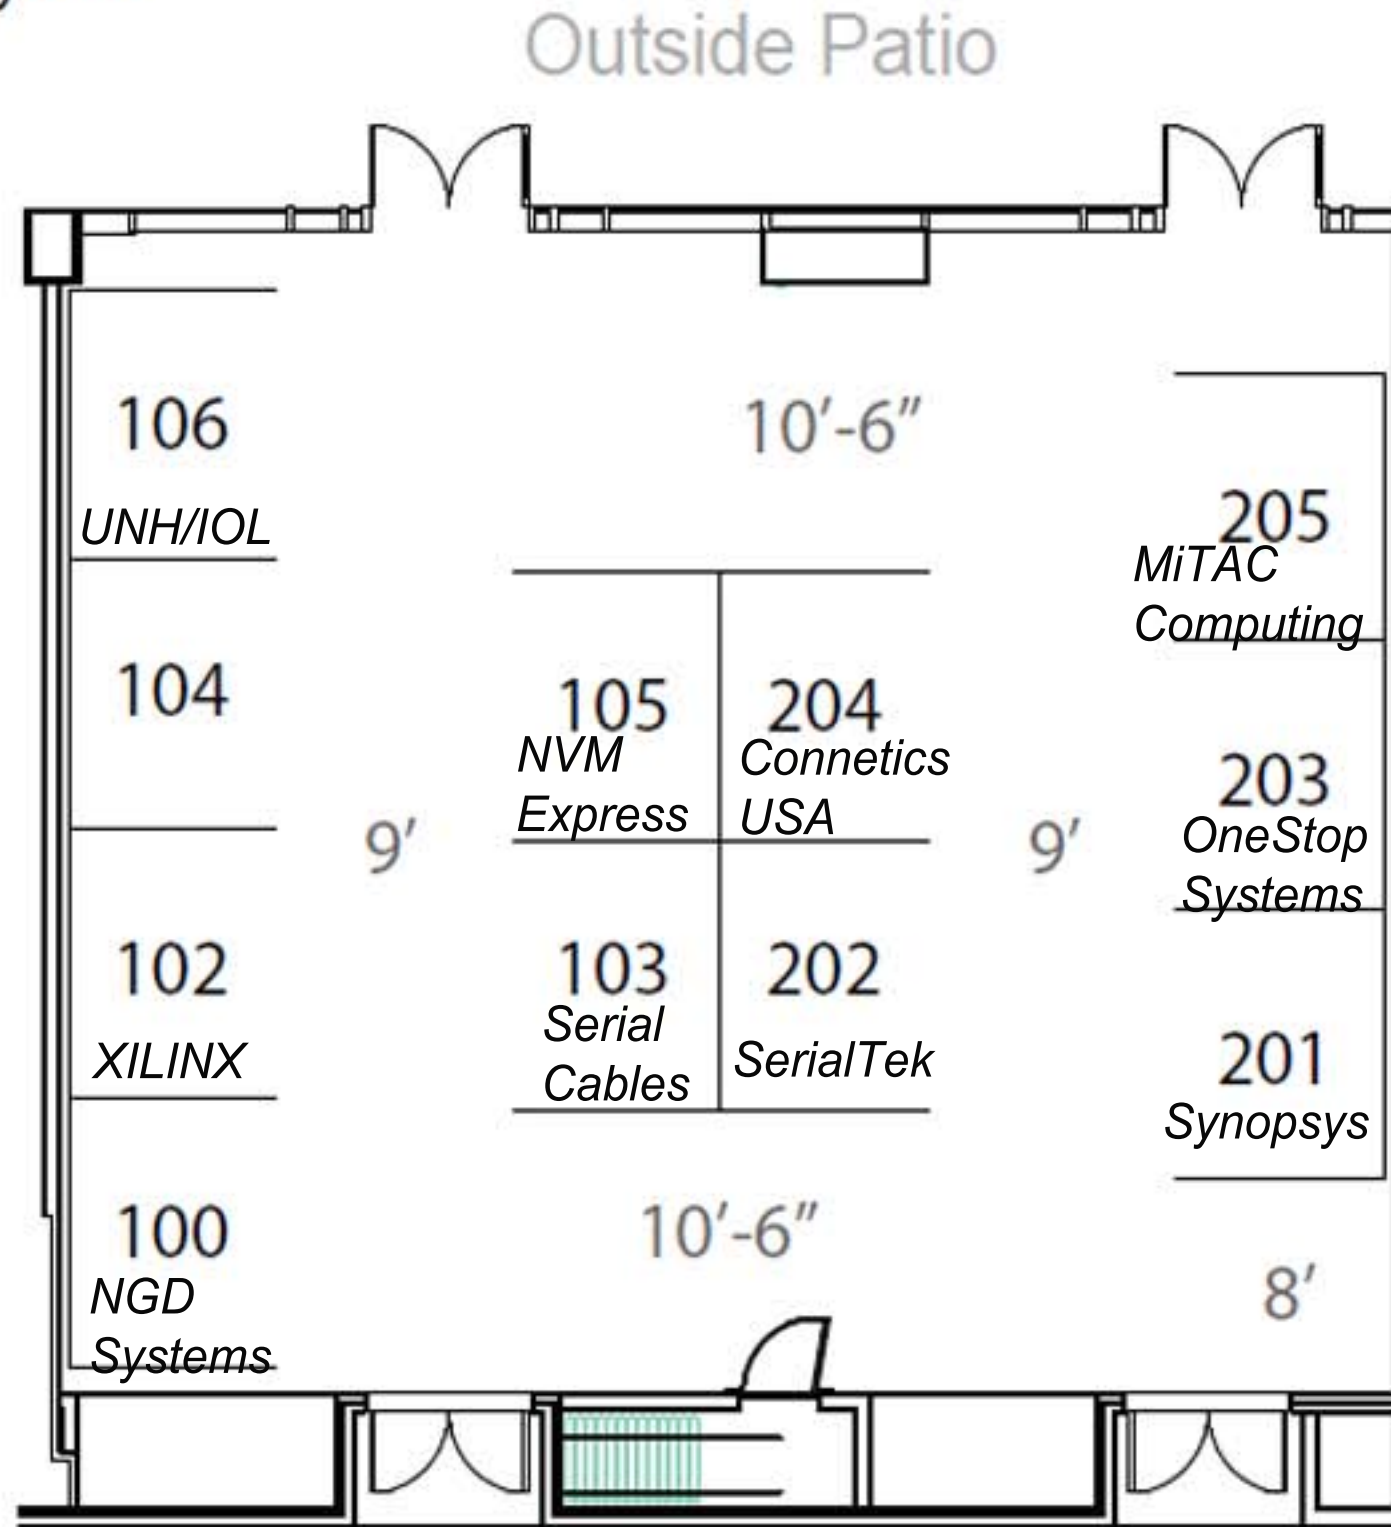 Outside Patio
106
UNH/IOL
10'-6"
205
MiTAC
Computing
104
105
NVM
Express
204
Connetics
USA
203
OneStop
Systems
9'
9'
102
XILINX
103
Serial
Cables
202
SerialTek
201
Synopsys
100
NGD
Systems
10'-6"
8'